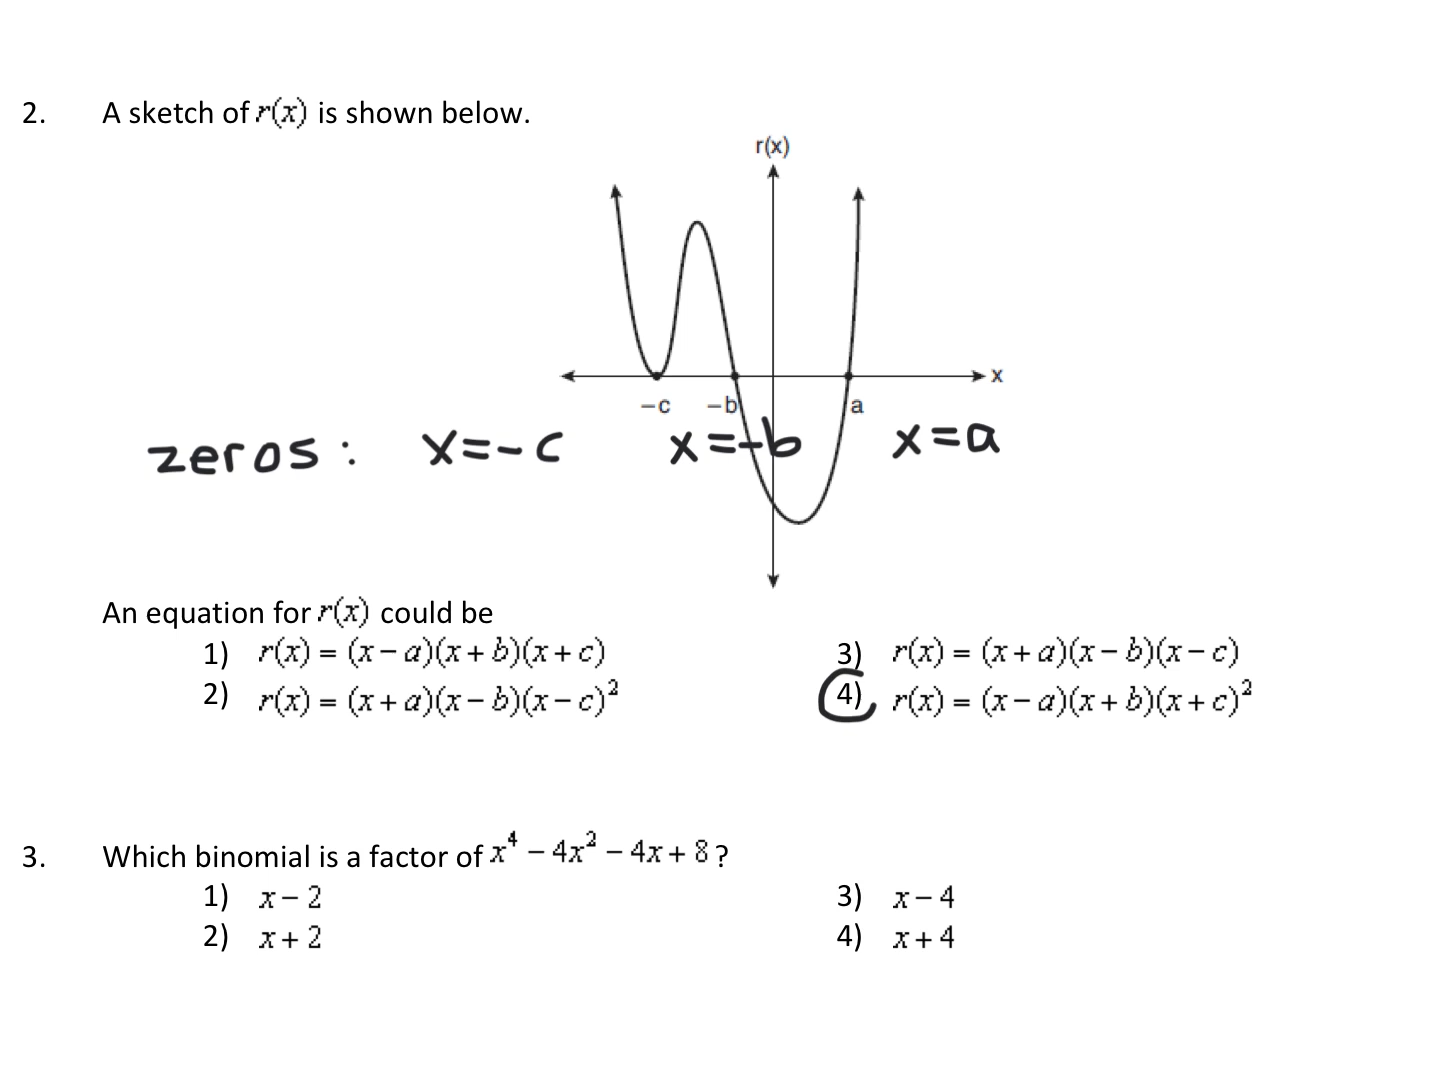 2. A sketch of r(x) is shown below.
r(x)
x
−c −b a
zeros: x=-c x=-b x=a
An equation for r(x) could be
1) r(x) = (x − a)(x + b)(x + c) 3) r(x) = (x + a)(x − b)(x − c)
2) r(x) = (x + a)(x − b)(x − c)² 4) r(x) = (x − a)(x + b)(x + c)²
3. Which binomial is a factor of x⁴ − 4x² − 4x + 8?
1) x − 2 3) x − 4
2) x + 2 4) x + 4